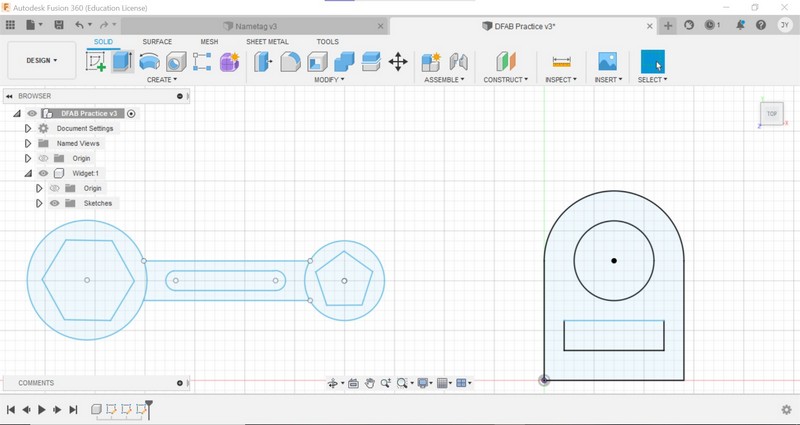 Autodesk Fusion 360 (Education License)
Nametag v3
DFAB Practice v3*
1
JY
SOLID
SURFACE
MESH
SHEET METAL
TOOLS
DESIGN
CREATE
MODIFY
ASSEMBLE
CONSTRUCT
INSPECT
INSERT
SELECT
BROWSER
DFAB Practice v3
Document Settings
Named Views
Origin
Widget:1
Origin
Sketches
TOP
Z
X
COMMENTS